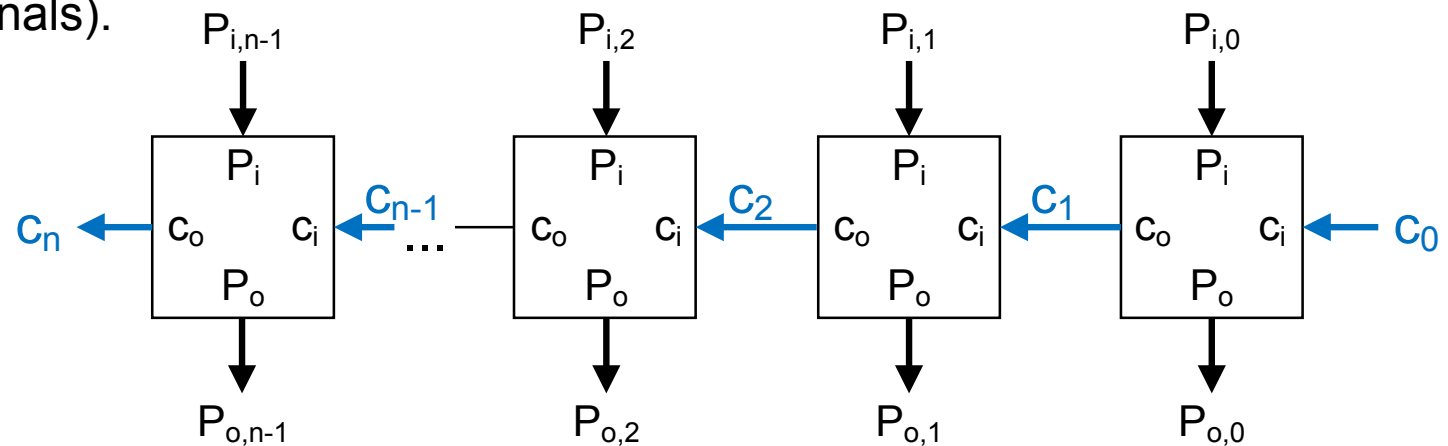 nals).
P_{i,n-1} P_{i,2} P_{i,1} P_{i,0}
P_i P_i P_i P_i
c_n c_o c_i c_{n-1} ... c_o c_i c_2 c_o c_i c_1 c_o c_i c_0
P_o P_o P_o P_o
P_{o,n-1} P_{o,2} P_{o,1} P_{o,0}